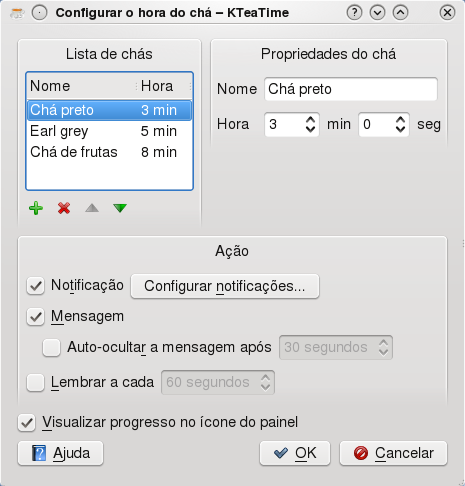 Configurar o hora do chá – KTeaTime
Lista de chás
Nome Hora
Chá preto 3 min
Earl grey 5 min
Chá de frutas 8 min
Propriedades do chá
Nome Chá preto
Hora 3 min 0 seg
Ação
Notificação Configurar notificações...
Mensagem
Auto-ocultar a mensagem após 30 segundos
Lembrar a cada 60 segundos
Visualizar progresso no ícone do painel
Ajuda OK Cancelar